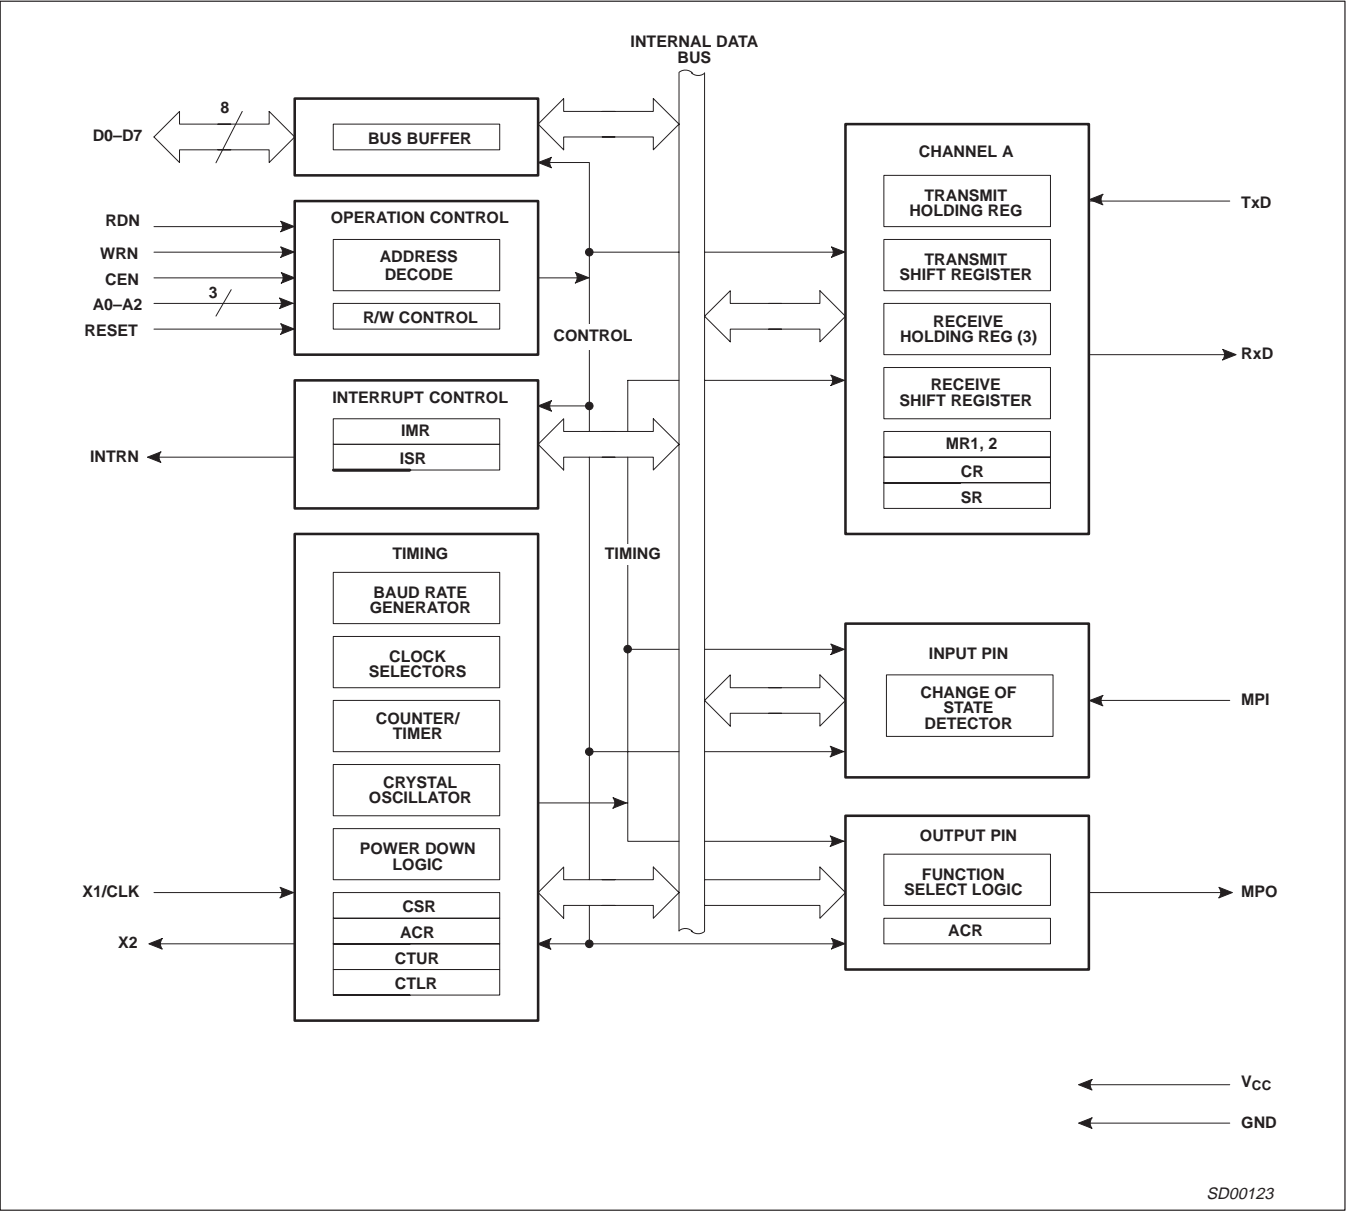 INTERNAL DATA
BUS
D0–D7
8
BUS BUFFER
RDN
WRN
CEN
A0–A2
3
RESET
OPERATION CONTROL
ADDRESS
DECODE
R/W CONTROL
CONTROL
INTRN
INTERRUPT CONTROL
IMR
ISR
TIMING
BAUD RATE
GENERATOR
CLOCK
SELECTORS
COUNTER/
TIMER
CRYSTAL
OSCILLATOR
POWER DOWN
LOGIC
CSR
ACR
CTUR
CTLR
X1/CLK
X2
TIMING
CHANNEL A
TRANSMIT
HOLDING REG
TRANSMIT
SHIFT REGISTER
RECEIVE
HOLDING REG (3)
RECEIVE
SHIFT REGISTER
MR1, 2
CR
SR
TxD
RxD
INPUT PIN
CHANGE OF
STATE
DETECTOR
MPI
OUTPUT PIN
FUNCTION
SELECT LOGIC
ACR
MPO
VCC
GND
SD00123